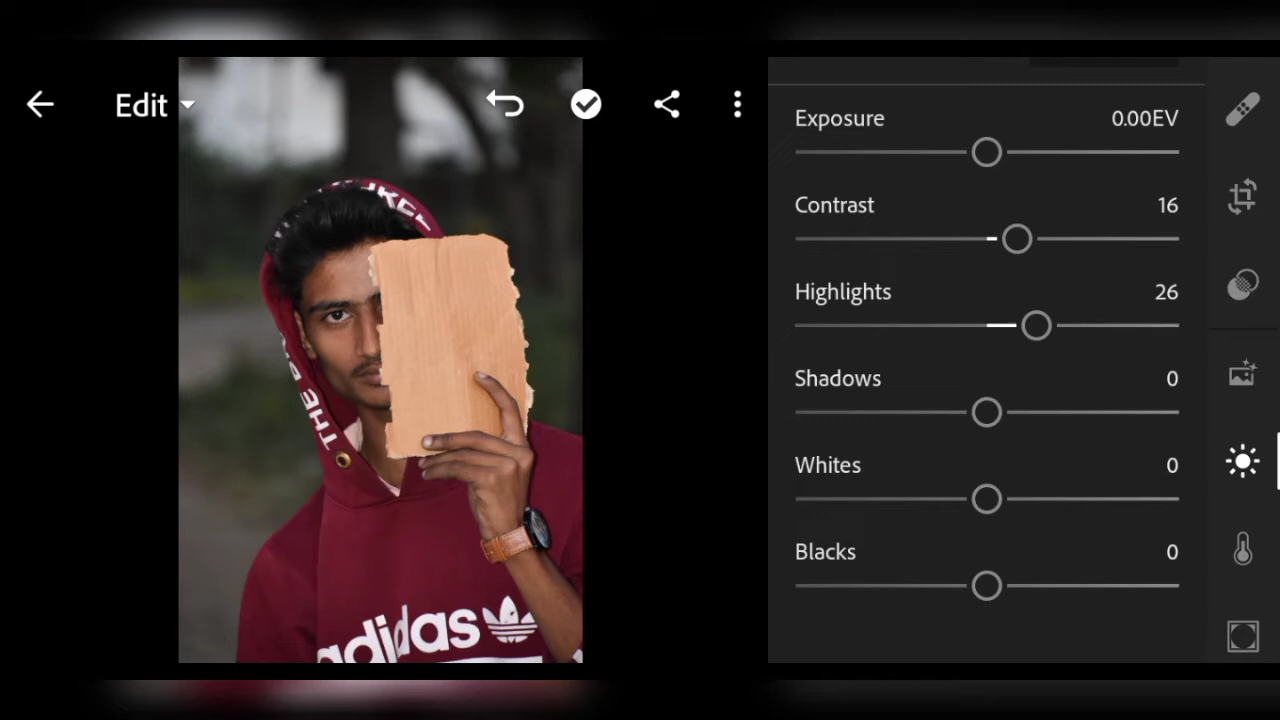 Edit
Exposure 0.00EV
Contrast 16
Highlights 26
Shadows 0
Whites 0
Blacks 0
THE
adidas